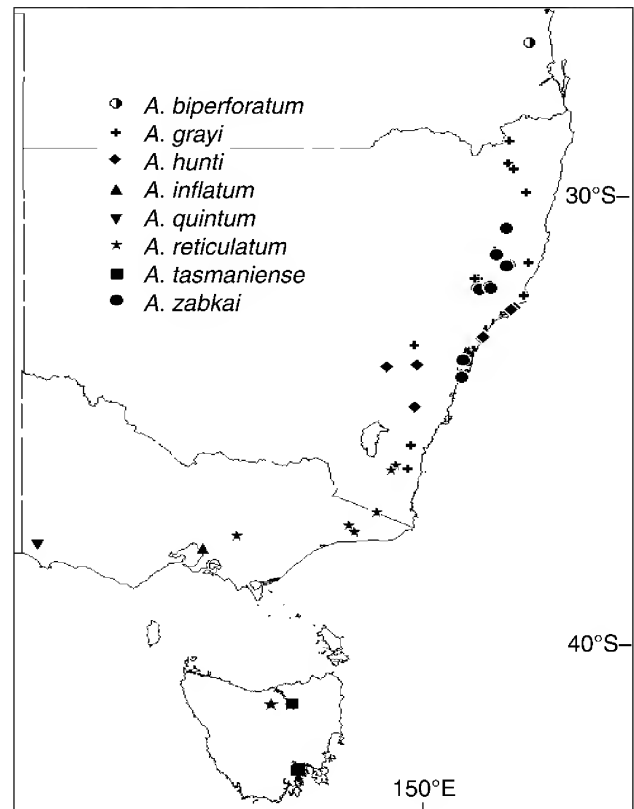 A. biperforatum
A. grayi
A. hunti
A. inflatum
A. quintum
A. reticulatum
A. tasmaniense
A. zabkai
30°S
40°S
150°E